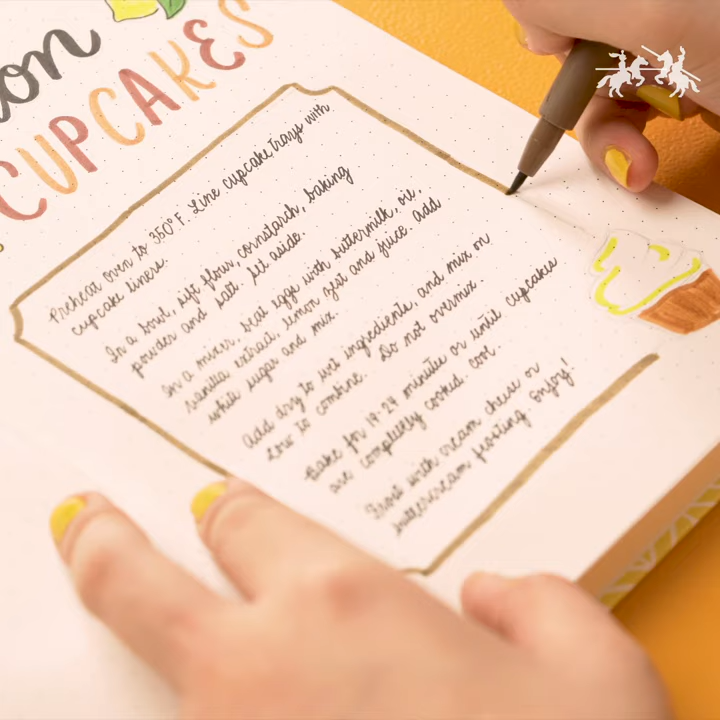 on
CUPCAKES
Preheat oven to 350°F. Line cupcake trays with
cupcake liners.
In a bowl, sift flour, cornstarch, baking
powder and salt. Set aside.
In a mixer, beat eggs with buttermilk, oil,
vanilla extract, lemon zest and juice. Add
white sugar and mix.
Add dry to wet ingredients, and mix on
low to combine. Do not overmix.
Bake for 19-24 minutes or until cupcakes
are completely cooked. Cool.
Frost with cream cheese or
buttercream frosting. Enjoy!